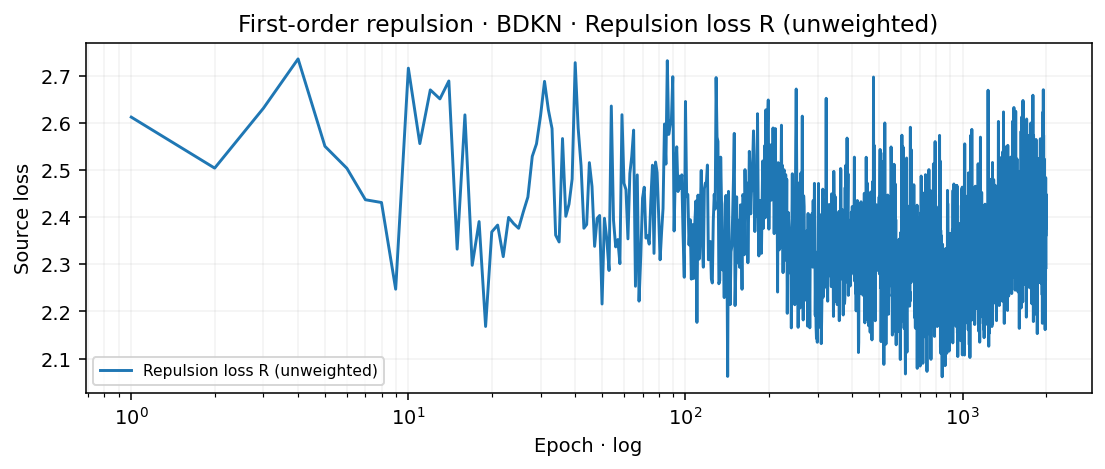 First-order repulsion · BDKN · Repulsion loss R (unweighted)
Source loss
2.7
2.6
2.5
2.4
2.3
2.2
2.1
Repulsion loss R (unweighted)
10⁰ 10¹ 10² 10³
Epoch · log